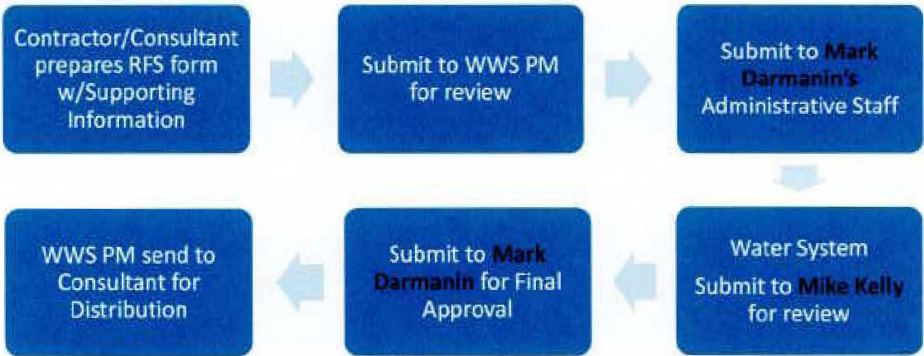 Contractor/Consultant
prepares RFS form
w/Supporting
Information
Submit to WWS PM
for review
Submit to Mark
Darmanin's
Administrative Staff
Water System
Submit to Mike Kelly
for review
Submit to Mark
Darmanin for Final
Approval
WWS PM send to
Consultant for
Distribution